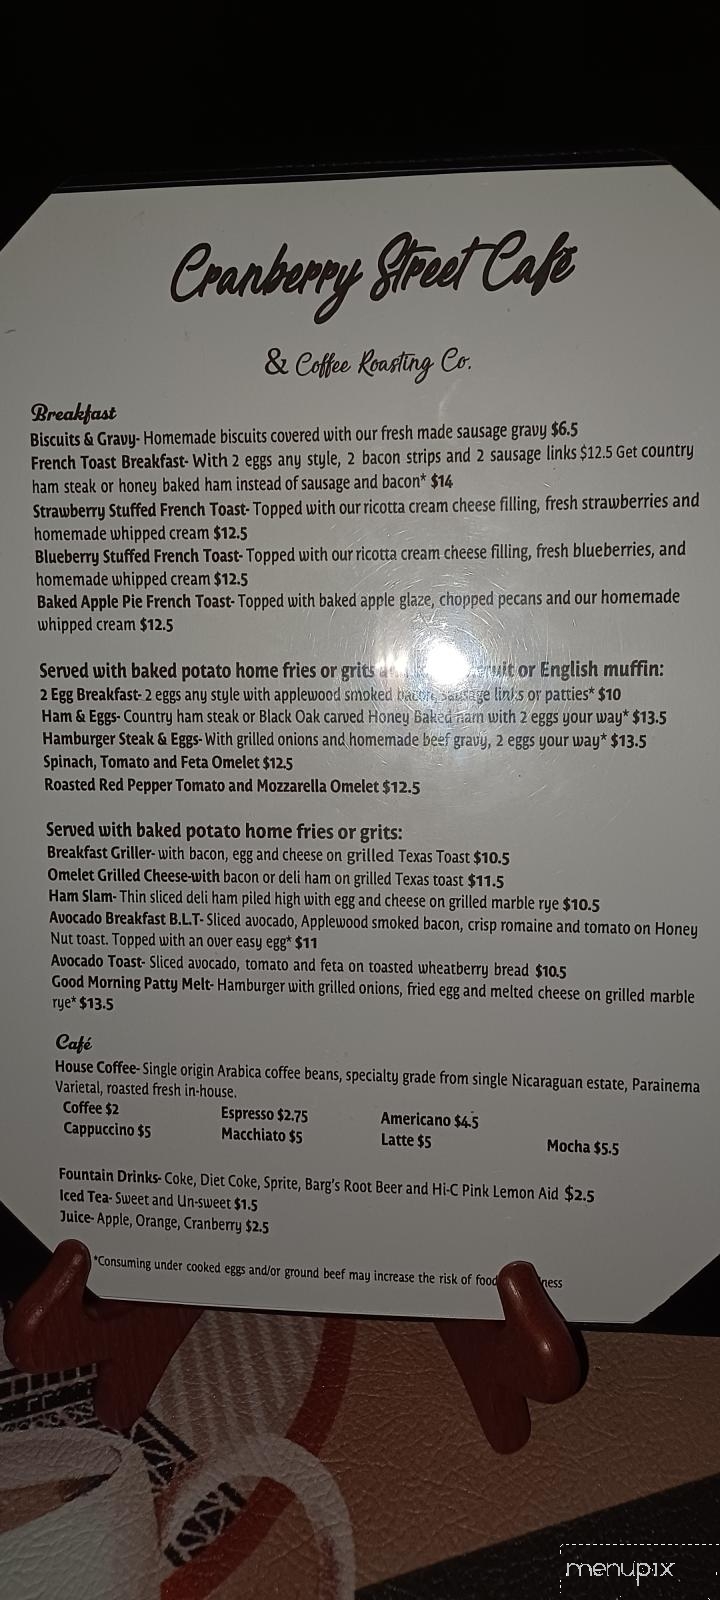 Cranberry Street Café
& Coffee Roasting Co.
Breakfast
Biscuits & Gravy- Homemade biscuits covered with our fresh made sausage gravy $6.5
French Toast Breakfast- With 2 eggs any style, 2 bacon strips and 2 sausage links $12.5 Get country
ham steak or honey baked ham instead of sausage and bacon* $14
Strawberry Stuffed French Toast- Topped with our ricotta cream cheese filling, fresh strawberries and
homemade whipped cream $12.5
Blueberry Stuffed French Toast- Topped with our ricotta cream cheese filling, fresh blueberries, and
homemade whipped cream $12.5
Baked Apple Pie French Toast- Topped with baked apple glaze, chopped pecans and our homemade
whipped cream $12.5
Served with baked potato home fries or grits or English muffin:
2 Egg Breakfast- 2 eggs any style with applewood smoked bacon, sausage links or patties* $10
Ham & Eggs- Country ham steak or Black Oak carved Honey Baked ham with 2 eggs your way* $13.5
Hamburger Steak & Eggs- With grilled onions and homemade beef gravy, 2 eggs your way* $13.5
Spinach, Tomato and Feta Omelet $12.5
Roasted Red Pepper Tomato and Mozzarella Omelet $12.5
Served with baked potato home fries or grits:
Breakfast Griller- with bacon, egg and cheese on grilled Texas Toast $10.5
Omelet Grilled Cheese-with bacon or deli ham on grilled Texas toast $11.5
Ham Slam- Thin sliced deli ham piled high with egg and cheese on grilled marble rye $10.5
Avocado Breakfast B.L.T- Sliced avocado, Applewood smoked bacon, crisp romaine and tomato on Honey
Nut toast. Topped with an over easy egg* $11
Avocado Toast- Sliced avocado, tomato and feta on toasted wheatberry bread $10.5
Good Morning Patty Melt- Hamburger with grilled onions, fried egg and melted cheese on grilled marble
rye* $13.5
Café
House Coffee- Single origin Arabica coffee beans, specialty grade from single Nicaraguan estate, Parainema
Varietal, roasted fresh in-house.
Coffee $2 Espresso $2.75 Americano $4.5
Cappuccino $5 Macchiato $5 Latte $5 Mocha $5.5
Fountain Drinks- Coke, Diet Coke, Sprite, Barg's Root Beer and Hi-C Pink Lemon Aid $2.5
Iced Tea- Sweet and Un-sweet $1.5
Juice- Apple, Orange, Cranberry $2.5
*Consuming under cooked eggs and/or ground beef may increase the risk of food
menupix